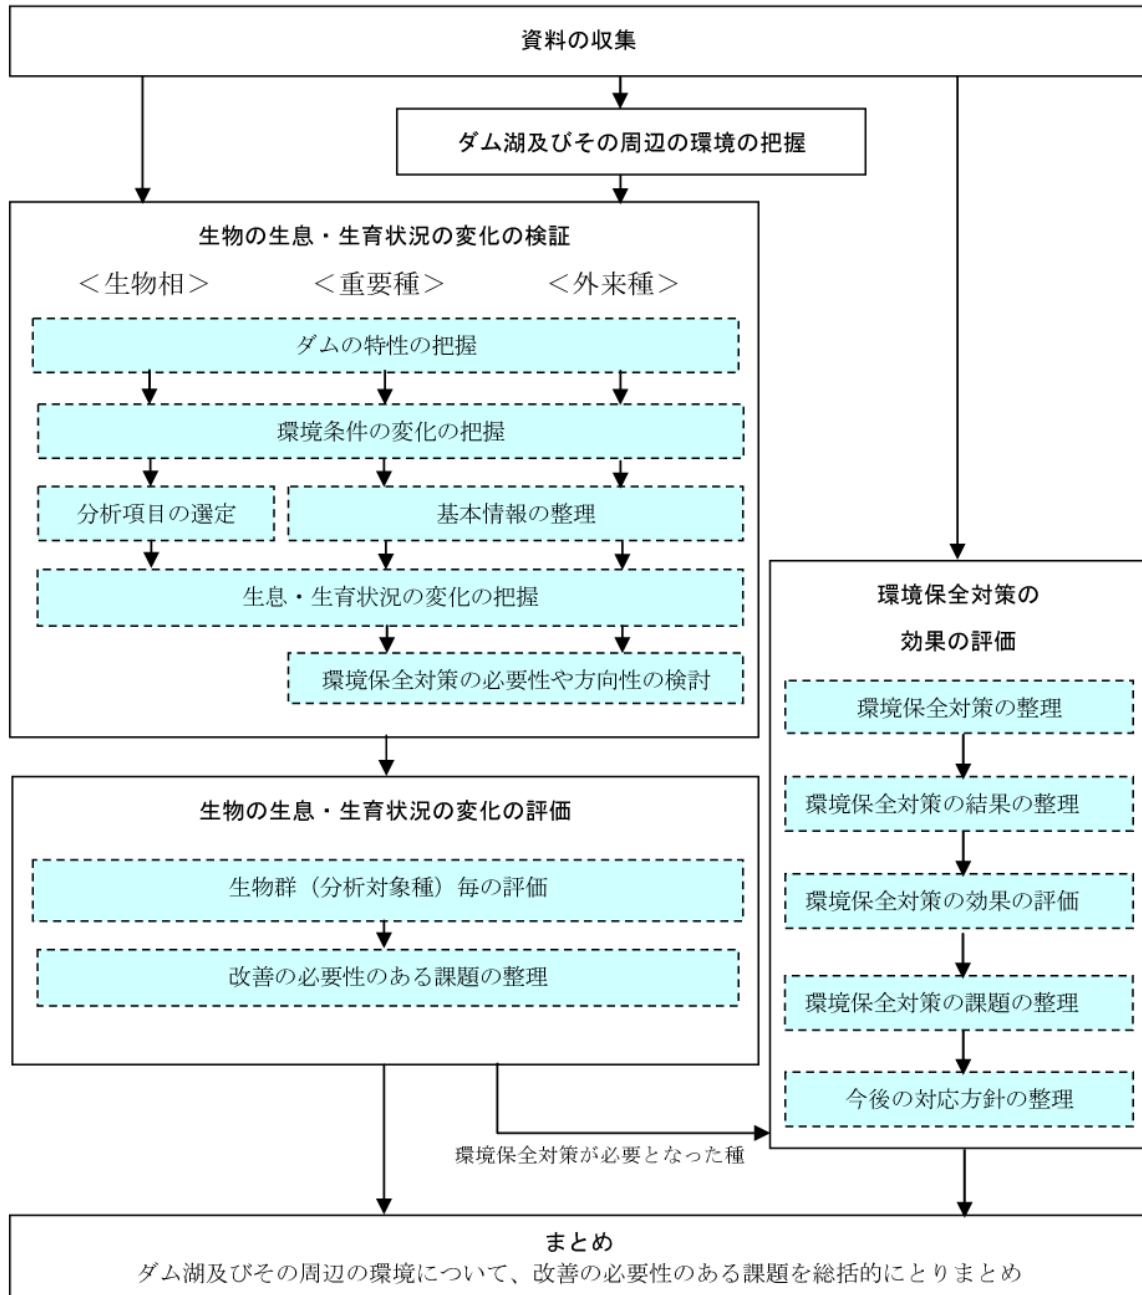 資料の収集
ダム湖及びその周辺の環境の把握
生物の生息・生育状況の変化の検証
＜生物相＞ ＜重要種＞ ＜外来種＞
ダムの特性の把握
環境条件の変化の把握
分析項目の選定 基本情報の整理
生息・生育状況の変化の把握
環境保全対策の必要性や方向性の検討
生物の生息・生育状況の変化の評価
生物群（分析対象種）毎の評価
改善の必要性のある課題の整理
環境保全対策の
効果の評価
環境保全対策の整理
環境保全対策の結果の整理
環境保全対策の効果の評価
環境保全対策の課題の整理
今後の対応方針の整理
環境保全対策が必要となった種
まとめ
ダム湖及びその周辺の環境について、改善の必要性のある課題を総括的にとりまとめ